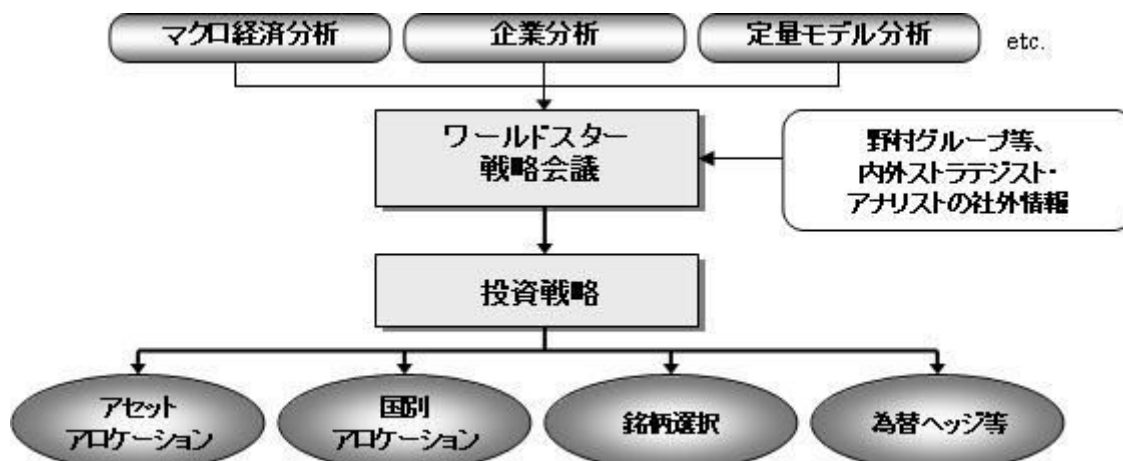 マクロ経済分析
企業分析
定量モデル分析
etc.
ワールドスター
戦略会議
野村グループ等、
内外ストラテジスト・
アナリストの社外情報
投資戦略
アセット
アロケーション
国別
アロケーション
銘柄選択
為替ヘッジ等